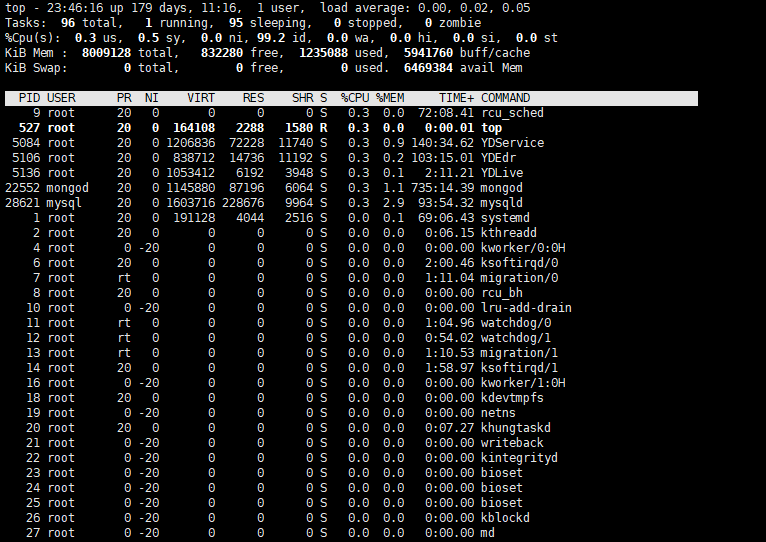 top - 23:46:16 up 179 days, 11:16,  1 user,  load average: 0.00, 0.02, 0.05
Tasks:  96 total,   1 running,  95 sleeping,   0 stopped,   0 zombie
%Cpu(s):  0.3 us,  0.5 sy,  0.0 ni, 99.2 id,  0.0 wa,  0.0 hi,  0.0 si,  0.0 st
KiB Mem :  8009128 total,   832280 free,  1235088 used,  5941760 buff/cache
KiB Swap:        0 total,        0 free,        0 used.  6469384 avail Mem
PID USER      PR  NI    VIRT    RES    SHR S  %CPU %MEM     TIME+ COMMAND
9 root      20   0       0      0      0 S   0.3  0.0  72:08.41 rcu_sched
527 root      20   0  164108   2288   1580 R   0.3  0.0   0:00.01 top
5084 root      20   0 1206836  72228  11740 S   0.3  0.9 140:34.62 YDService
5106 root      20   0  838712  14736  11192 S   0.3  0.2 103:15.01 YDEdr
5136 root      20   0 1053412   6192   3948 S   0.3  0.1   2:11.21 YDLive
22552 mongod    20   0 1145880  87196   6064 S   0.3  1.1 735:14.39 mongod
28621 mysql     20   0 1603716 228676   9964 S   0.3  2.9  93:54.32 mysqld
1 root      20   0  191128   4044   2516 S   0.0  0.1  69:06.43 systemd
2 root      20   0       0      0      0 S   0.0  0.0   0:06.15 kthreadd
4 root       0 -20       0      0      0 S   0.0  0.0   0:00.00 kworker/0:0H
6 root      20   0       0      0      0 S   0.0  0.0   2:00.46 ksoftirqd/0
7 root      rt   0       0      0      0 S   0.0  0.0   1:11.04 migration/0
8 root      20   0       0      0      0 S   0.0  0.0   0:00.00 rcu_bh
10 root       0 -20       0      0      0 S   0.0  0.0   0:00.00 lru-add-drain
11 root      rt   0       0      0      0 S   0.0  0.0   1:04.96 watchdog/0
12 root      rt   0       0      0      0 S   0.0  0.0   0:54.02 watchdog/1
13 root      rt   0       0      0      0 S   0.0  0.0   1:10.53 migration/1
14 root      20   0       0      0      0 S   0.0  0.0   1:58.97 ksoftirqd/1
16 root       0 -20       0      0      0 S   0.0  0.0   0:00.00 kworker/1:0H
18 root      20   0       0      0      0 S   0.0  0.0   0:00.00 kdevtmpfs
19 root       0 -20       0      0      0 S   0.0  0.0   0:00.00 netns
20 root      20   0       0      0      0 S   0.0  0.0   0:07.27 khungtaskd
21 root       0 -20       0      0      0 S   0.0  0.0   0:00.00 writeback
22 root       0 -20       0      0      0 S   0.0  0.0   0:00.00 kintegrityd
23 root       0 -20       0      0      0 S   0.0  0.0   0:00.00 bioset
24 root       0 -20       0      0      0 S   0.0  0.0   0:00.00 bioset
25 root       0 -20       0      0      0 S   0.0  0.0   0:00.00 bioset
26 root       0 -20       0      0      0 S   0.0  0.0   0:00.00 kblockd
27 root       0 -20       0      0      0 S   0.0  0.0   0:00.00 md